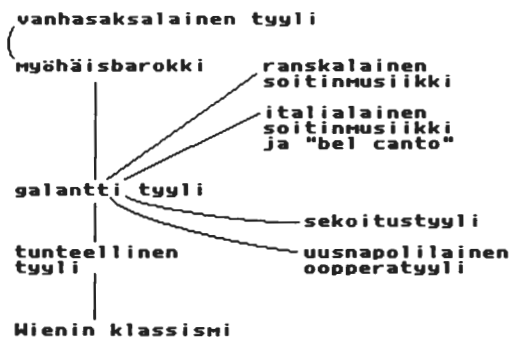 vanhasaksalainen tyyli
myöhäisbarokki
ranskalainen
soitinmusiikki
italialainen
soitinmusiikki
ja "bel canto"
galantti tyyli
sekoitustyyli
tunteellinen
tyyli
uusnapolilainen
oopperatyyli
Wienin klassismi